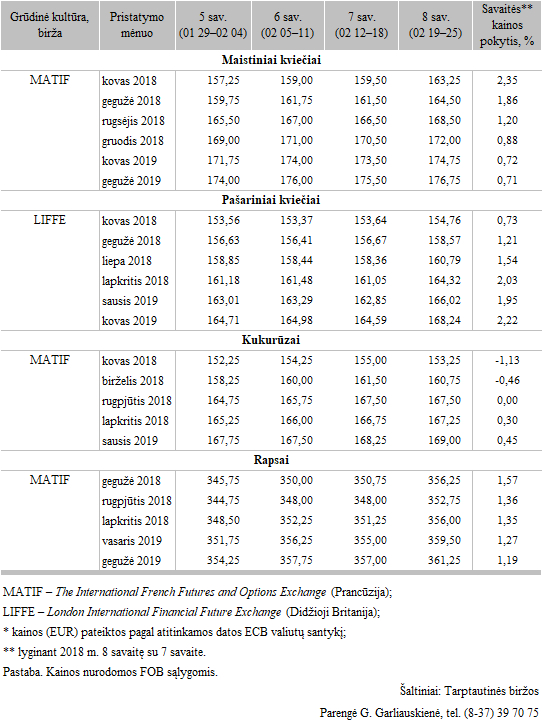 Grūdinė kultūra, birža Pristatymo mėnuo 5 sav. (01 29–02 04) 6 sav. (02 05–11) 7 sav. (02 12–18) 8 sav. (02 19–25) Savaitės** kainos pokytis, %
Maistiniai kviečiai
MATIF kovas 2018 157,25 159,00 159,50 163,25 2,35
gegužė 2018 159,75 161,75 161,50 164,50 1,86
rugsėjis 2018 165,50 167,00 166,50 168,50 1,20
gruodis 2018 169,00 171,00 170,50 172,00 0,88
kovas 2019 171,75 174,00 173,50 174,75 0,72
gegužė 2019 174,00 176,00 175,50 176,75 0,71
Pašariniai kviečiai
LIFFE kovas 2018 153,56 153,37 153,64 154,76 0,73
gegužė 2018 156,63 156,41 156,67 158,57 1,21
liepa 2018 158,85 158,44 158,36 160,79 1,54
lapkritis 2018 161,18 161,48 161,05 164,32 2,03
sausis 2019 163,01 163,29 162,85 166,02 1,95
kovas 2019 164,71 164,98 164,59 168,24 2,22
Kukurūzai
MATIF kovas 2018 152,25 154,25 155,00 153,25 -1,13
birželis 2018 158,25 160,00 161,50 160,75 -0,46
rugpjūtis 2018 164,75 165,75 167,50 167,50 0,00
lapkritis 2018 165,25 166,00 166,75 167,25 0,30
sausis 2019 167,75 167,50 168,25 169,00 0,45
Rapsai
MATIF gegužė 2018 345,75 350,00 350,75 356,25 1,57
rugpjūtis 2018 344,75 348,00 348,00 352,75 1,36
lapkritis 2018 348,50 352,25 351,25 356,00 1,35
vasaris 2019 351,75 356,25 355,00 359,50 1,27
gegužė 2019 354,25 357,75 357,00 361,25 1,19
MATIF – The International French Futures and Options Exchange (Prancūzija);
LIFFE – London International Financial Future Exchange (Didžioji Britanija);
* kainos (EUR) pateiktos pagal atitinkamos datos ECB valiutų santykį;
** lyginant 2018 m. 8 savaitę su 7 savaite.
Pastaba. Kainos nurodomos FOB sąlygomis.
Šaltiniai: Tarptautinės biržos
Parengė G. Garliauskienė, tel. (8-37) 39 70 75